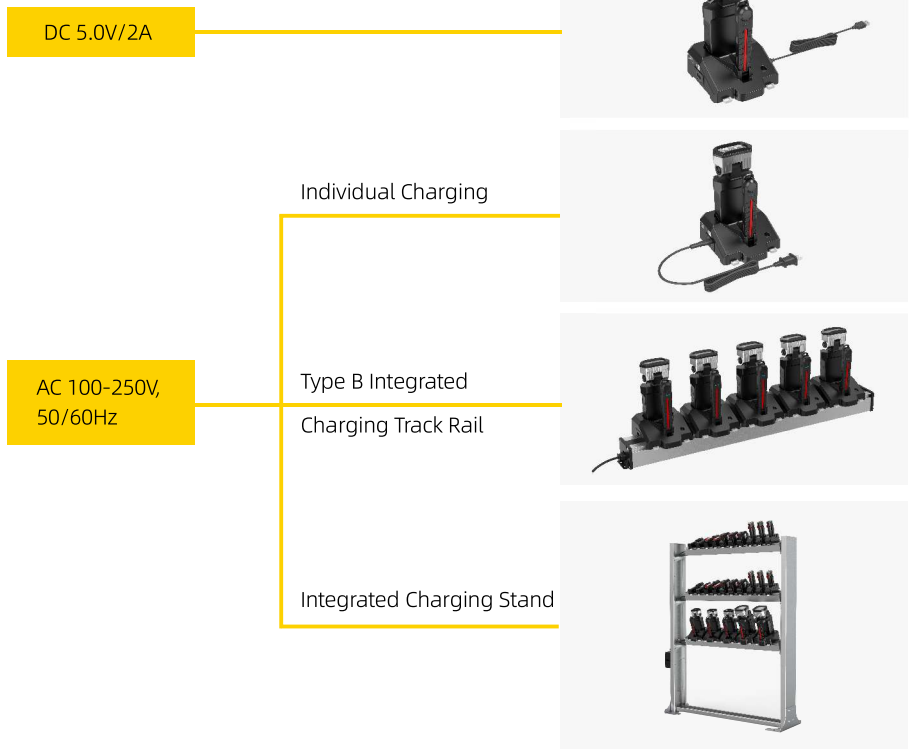 DC 5.0V/2A
Individual Charging
AC 100-250V,
50/60Hz
Type B Integrated
Charging Track Rail
Integrated Charging Stand